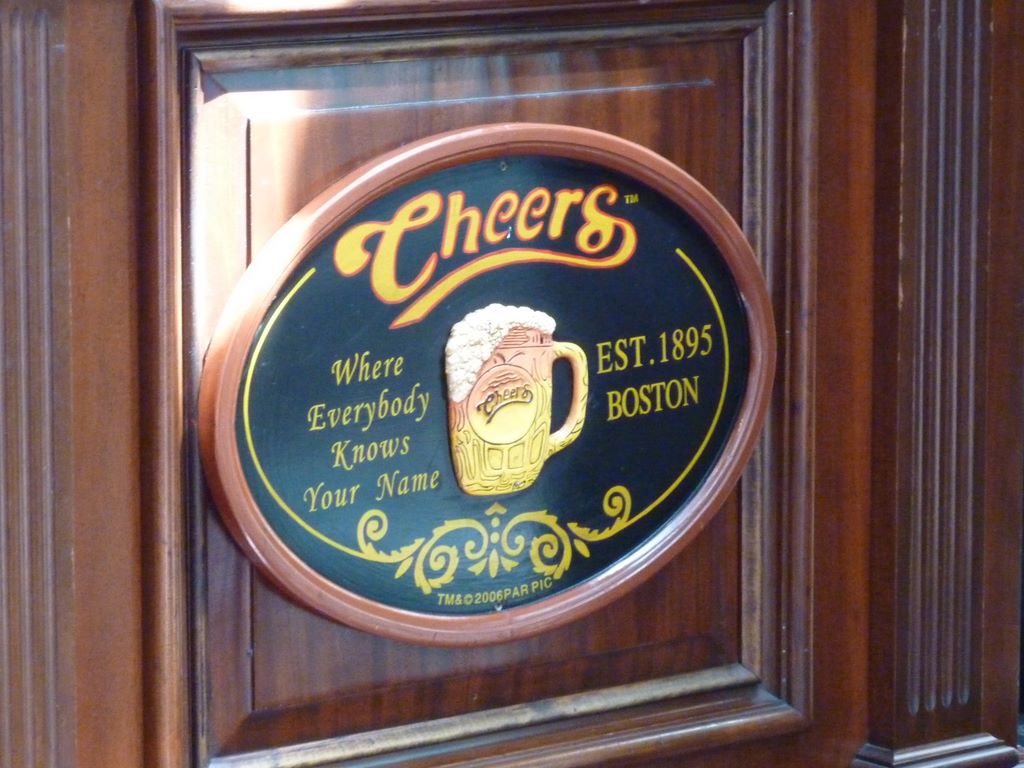 Cheers™
Where
Everybody
Knows
Your Name
Cheers
EST. 1895
BOSTON
TM&©2006PAR PIC